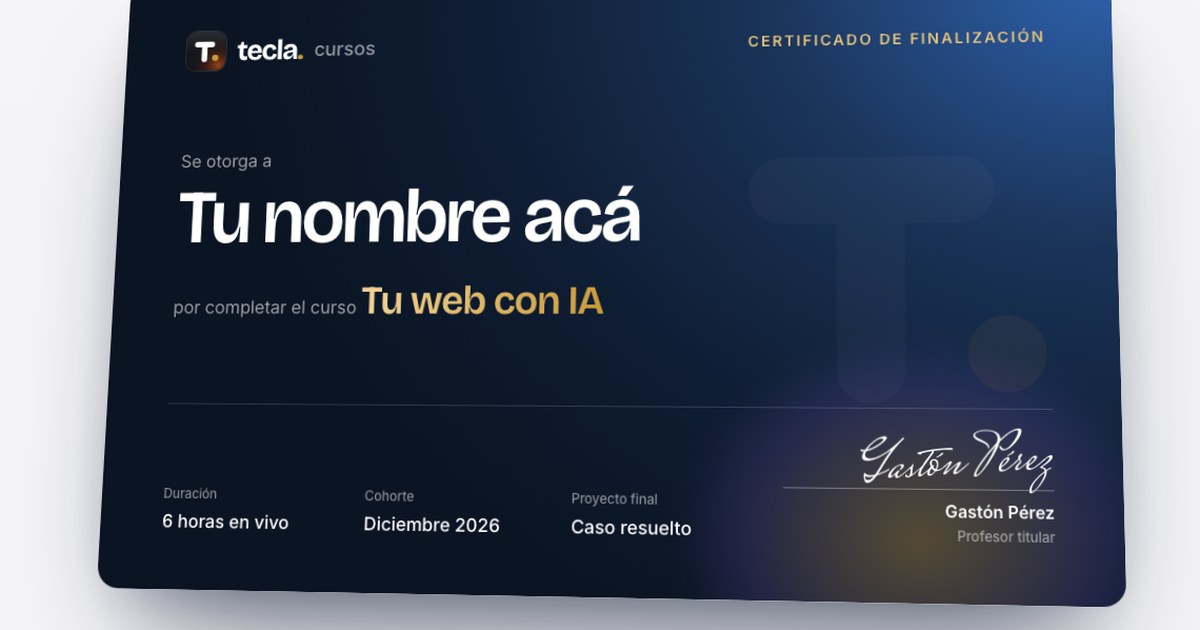 T. tecla. cursos
CERTIFICADO DE FINALIZACIÓN
Se otorga a
Tu nombre acá
por completar el curso Tu web con IA
Duración
6 horas en vivo
Cohorte
Diciembre 2026
Proyecto final
Caso resuelto
Gastón Pérez
Gastón Pérez
Profesor titular